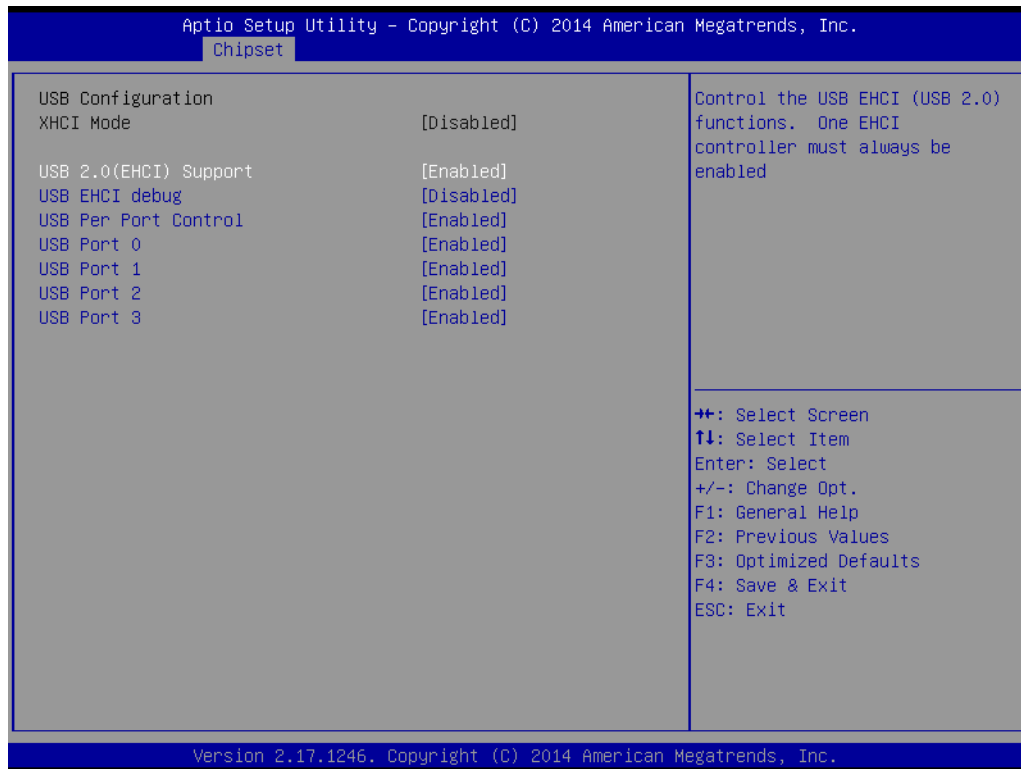 Aptio Setup Utility – Copyright (C) 2014 American Megatrends, Inc.
Chipset
USB Configuration
XHCI Mode [Disabled]
USB 2.0(EHCI) Support [Enabled]
USB EHCI debug [Disabled]
USB Per Port Control [Enabled]
USB Port 0 [Enabled]
USB Port 1 [Enabled]
USB Port 2 [Enabled]
USB Port 3 [Enabled]
Control the USB EHCI (USB 2.0)
functions. One EHCI
controller must always be
enabled
→←: Select Screen
↑↓: Select Item
Enter: Select
+/-: Change Opt.
F1: General Help
F2: Previous Values
F3: Optimized Defaults
F4: Save & Exit
ESC: Exit
Version 2.17.1246. Copyright (C) 2014 American Megatrends, Inc.